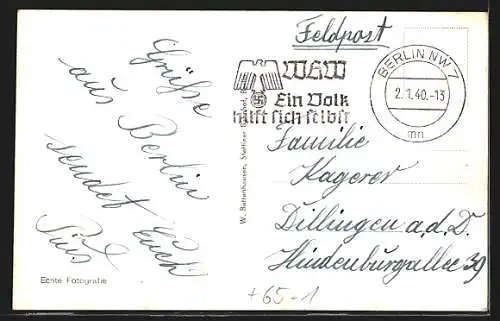 Feldpost
WHW
Ein Volk
hilft sich selbst
BERLIN NW 7
2.1.40.-13
mn
Grüße
aus Berlin
sendet Euch
Pius
W. Bettenhausen, Stettiner
Familie
Kagerer
Dillingen a.d.D.
Hindenburgallee 39
Echte Fotografie
+65-1